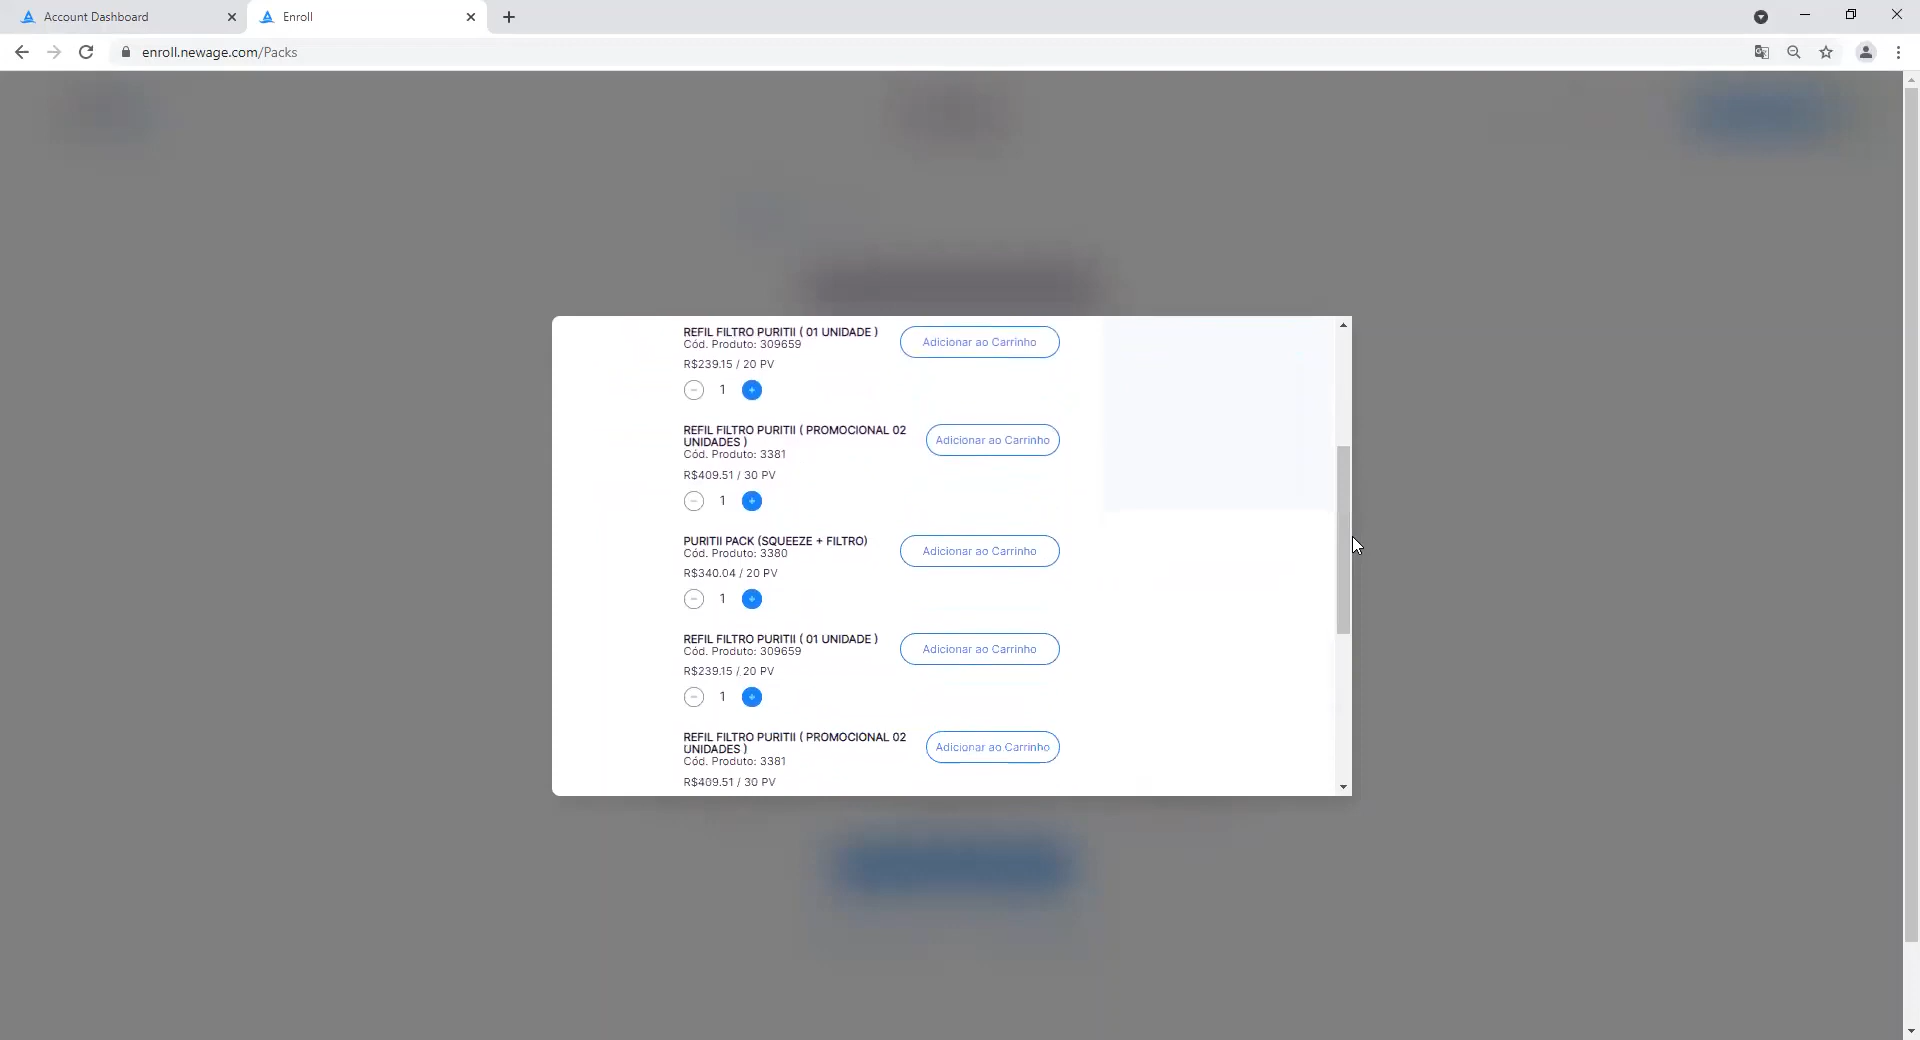 Account Dashboard
Enroll
enroll.newage.com/Packs
REFIL FILTRO PURITII ( 01 UNIDADE )
Cód. Produto: 309659
Adicionar ao Carrinho
R$239.15 / 20 PV
1
REFIL FILTRO PURITII ( PROMOCIONAL 02
UNIDADES )
Cód. Produto: 3381
Adicionar ao Carrinho
R$409.51 / 30 PV
1
PURITII PACK (SQUEEZE + FILTRO)
Cód. Produto: 3380
Adicionar ao Carrinho
R$340.04 / 20 PV
1
REFIL FILTRO PURITII ( 01 UNIDADE )
Cód. Produto: 309659
Adicionar ao Carrinho
R$239.15 / 20 PV
1
REFIL FILTRO PURITII ( PROMOCIONAL 02
UNIDADES )
Cód. Produto: 3381
Adicionar ao Carrinho
R$409.51 / 30 PV